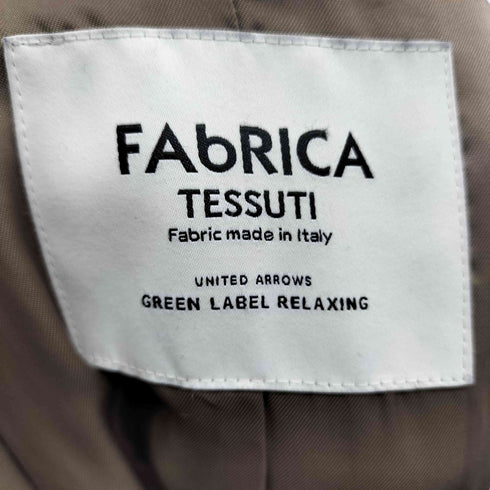 FAbRICA
TESSUTI
Fabric made in Italy
UNITED ARROWS
GREEN LABEL RELAXING